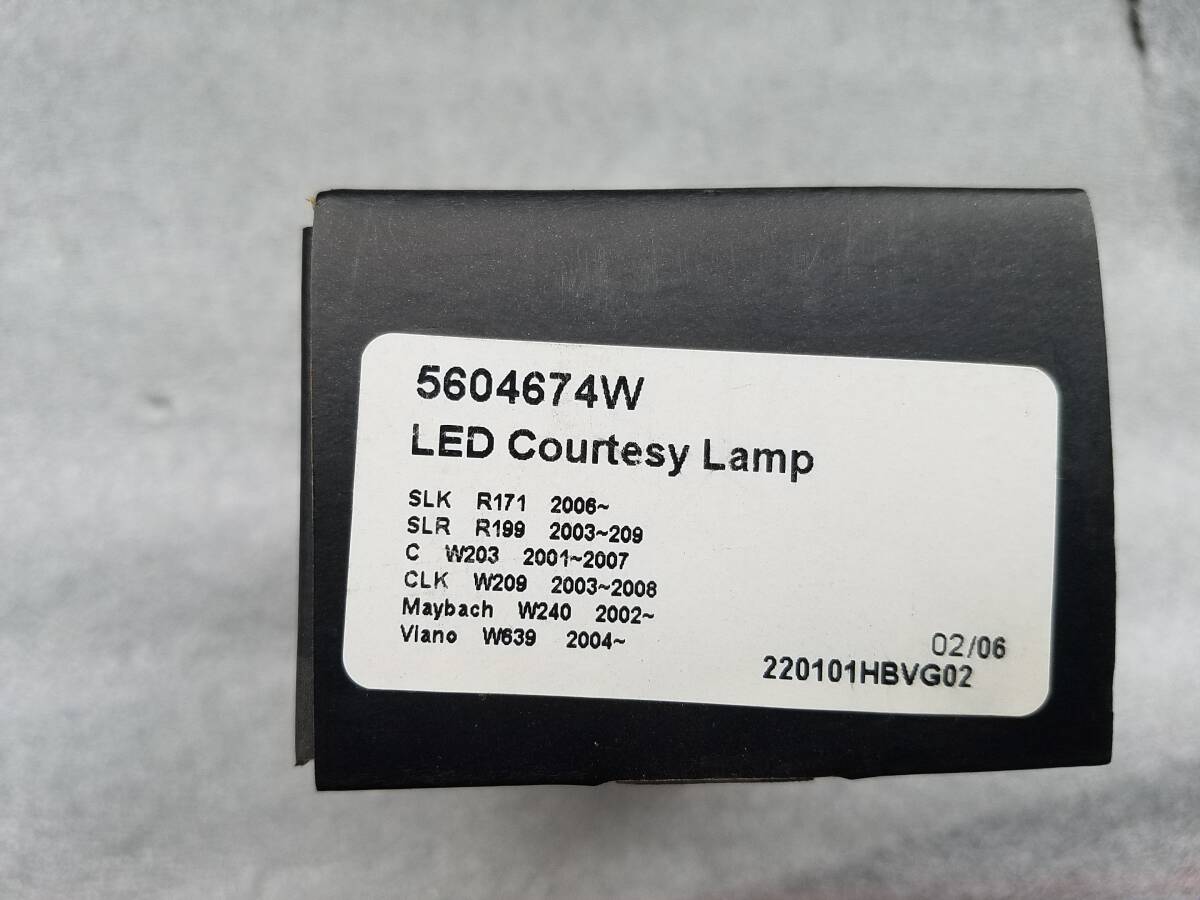 5604674W
LED Courtesy Lamp
SLK R171 2006~
SLR R199 2003~209
C W203 2001~2007
CLK W209 2003~2008
Maybach W240 2002~
Viano W639 2004~
02/06
220101HBVG02